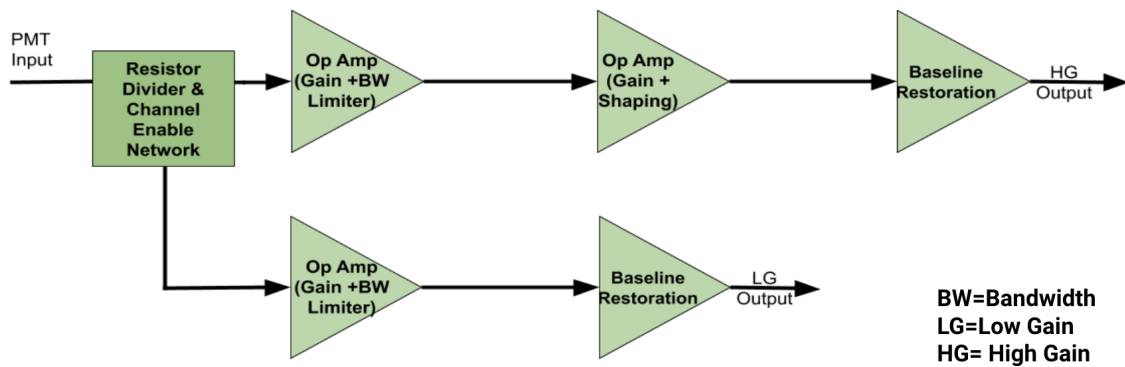 PMT
Input
Resistor
Divider &
Channel
Enable
Network
Op Amp
(Gain +BW
Limiter)
Op Amp
(Gain +
Shaping)
Baseline
Restoration
HG
Output
Op Amp
(Gain +BW
Limiter)
Baseline
Restoration
LG
Output
BW=Bandwidth
LG=Low Gain
HG= High Gain